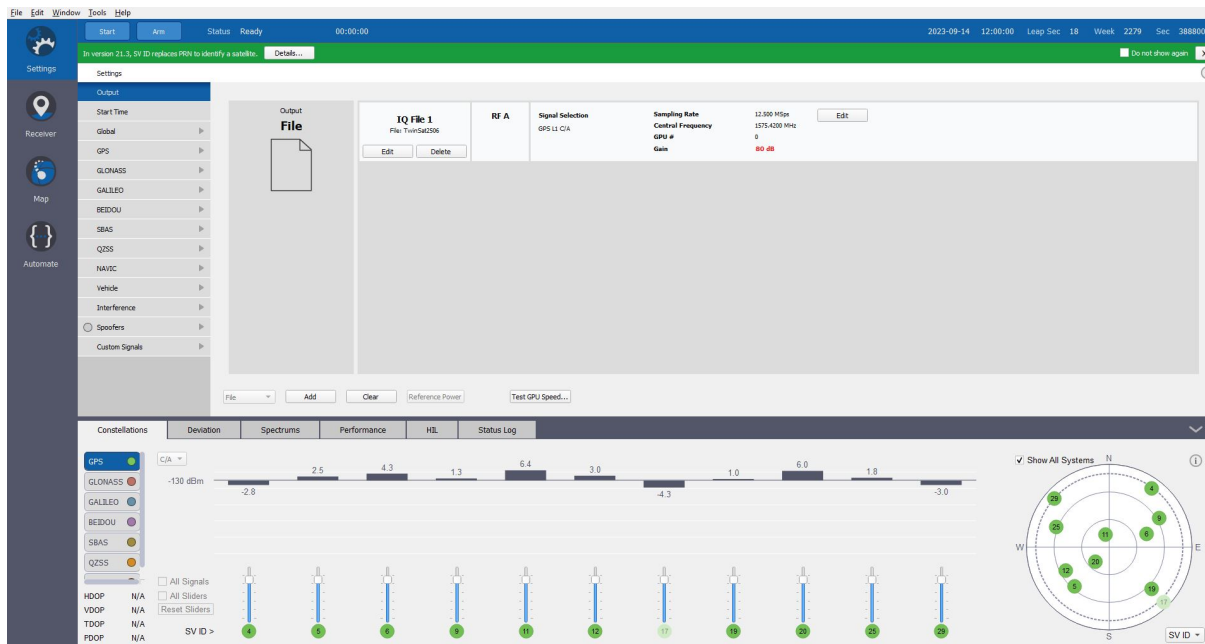 File Edit Window Tools Help
Start Arm Status Ready 00:00:00 2023-09-14 12:00:00 Leap Sec 18 Week 2279 Sec 388800
In version 21.3, SV ID replaces PRN to identify a satellite. Details... Do not show again
Settings
Receiver
Map
Automate
Settings
Output
Start Time
Global
GPS
GLONASS
GALILEO
BEIDOU
SBAS
QZSS
NAVIC
Vehicle
Interference
Spoofers
Custom Signals
Output
File
IQ File 1
File: TwinSat2506
Edit Delete
RF A
Signal Selection
GPS L1 C/A
Sampling Rate 12.500 MSps
Central Frequency 1575.4200 MHz
GPU # 0
Gain 80 dB
Edit
File Add Clear Reference Power Test GPU Speed...
Constellations Deviation Spectrums Performance HIL Status Log
GPS
GLONASS
GALILEO
BEIDOU
SBAS
QZSS
HDOP N/A
VDOP N/A
TDOP N/A
PDOP N/A
C/A
-130 dBm
-2.8 2.5 4.3 1.3 6.4 3.0 -4.3 1.0 6.0 1.8 -3.0
All Signals
All Sliders
Reset Sliders
SV ID > 4 5 6 9 11 12 17 19 20 25 29
Show All Systems
N
4
29
9
25
11 6
W E
20
12
5 19
17
S
SV ID